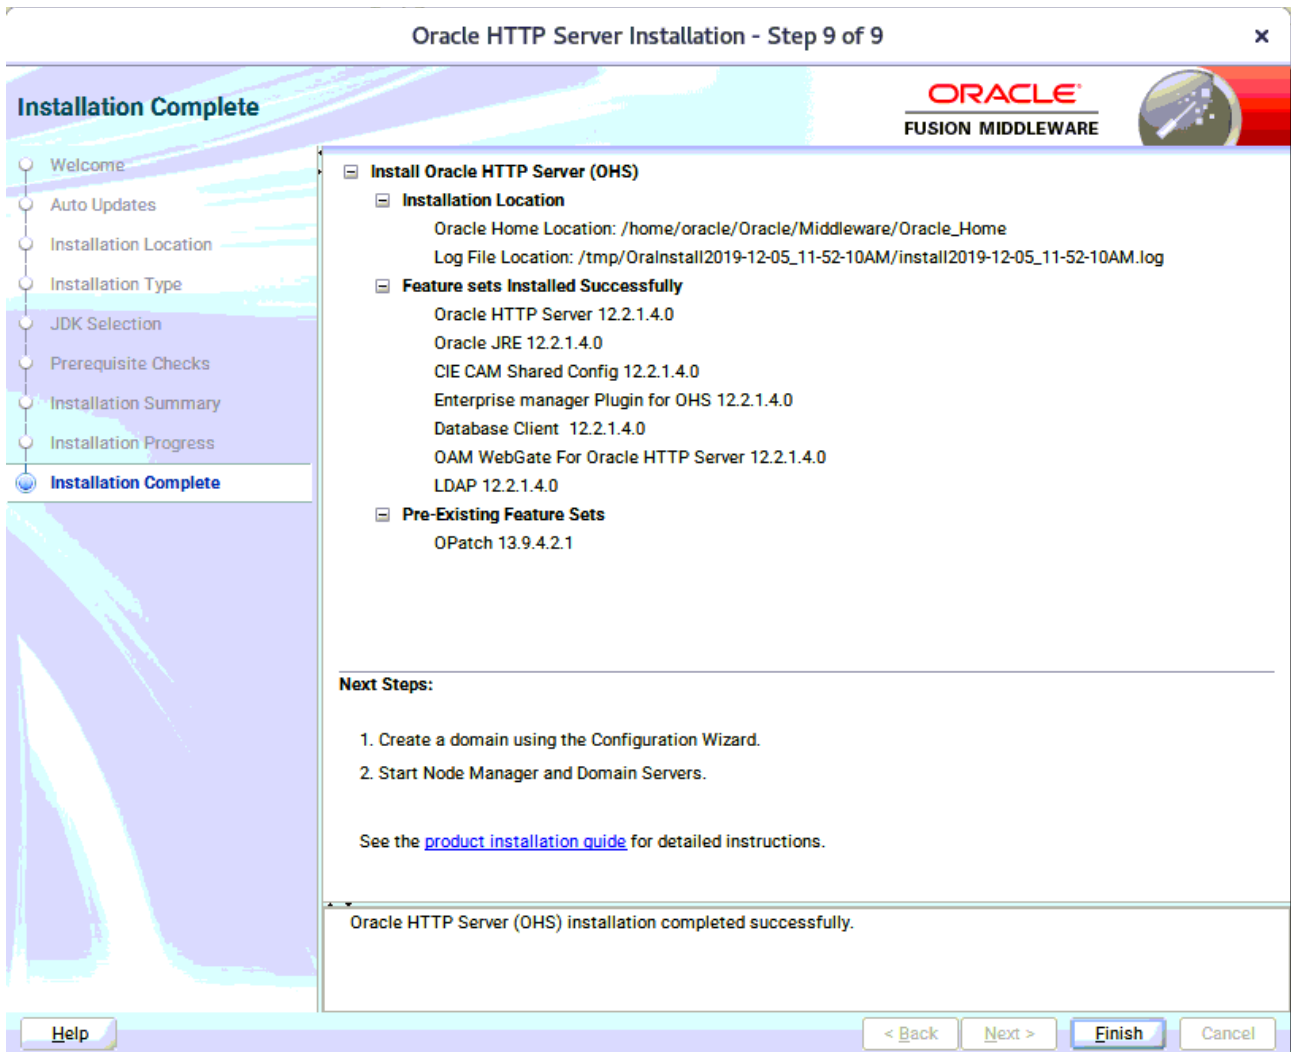 Oracle HTTP Server Installation - Step 9 of 9
Installation Complete
ORACLE
FUSION MIDDLEWARE
Welcome
Auto Updates
Installation Location
Installation Type
JDK Selection
Prerequisite Checks
Installation Summary
Installation Progress
Installation Complete
Install Oracle HTTP Server (OHS)
Installation Location
Oracle Home Location: /home/oracle/Oracle/Middleware/Oracle_Home
Log File Location: /tmp/OraInstall2019-12-05_11-52-10AM/install2019-12-05_11-52-10AM.log
Feature sets Installed Successfully
Oracle HTTP Server 12.2.1.4.0
Oracle JRE 12.2.1.4.0
CIE CAM Shared Config 12.2.1.4.0
Enterprise manager Plugin for OHS 12.2.1.4.0
Database Client 12.2.1.4.0
OAM WebGate For Oracle HTTP Server 12.2.1.4.0
LDAP 12.2.1.4.0
Pre-Existing Feature Sets
OPatch 13.9.4.2.1
Next Steps:
1. Create a domain using the Configuration Wizard.
2. Start Node Manager and Domain Servers.
See the product installation guide for detailed instructions.
Oracle HTTP Server (OHS) installation completed successfully.
Help
< Back
Next >
Finish
Cancel